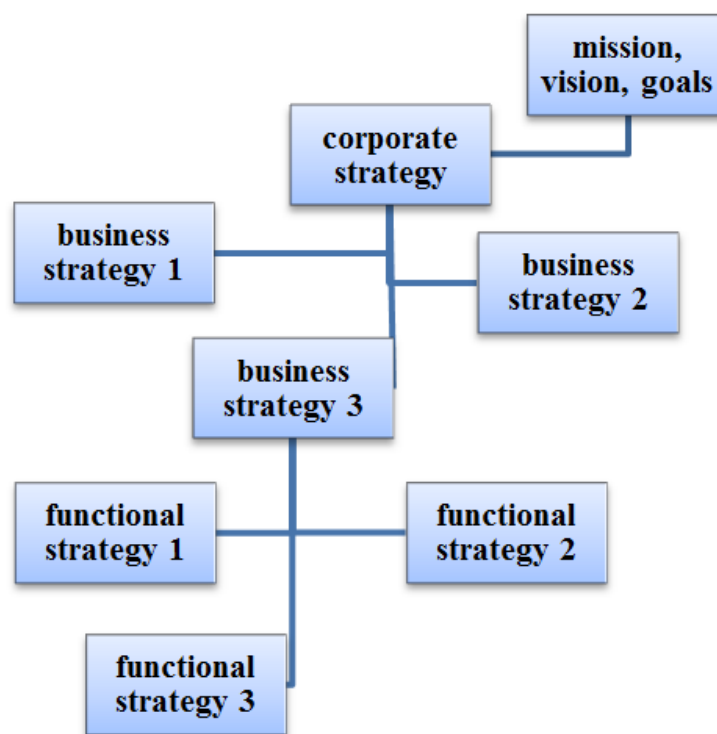 mission,
vision, goals
corporate
strategy
business
strategy 1
business
strategy 2
business
strategy 3
functional
strategy 1
functional
strategy 2
functional
strategy 3